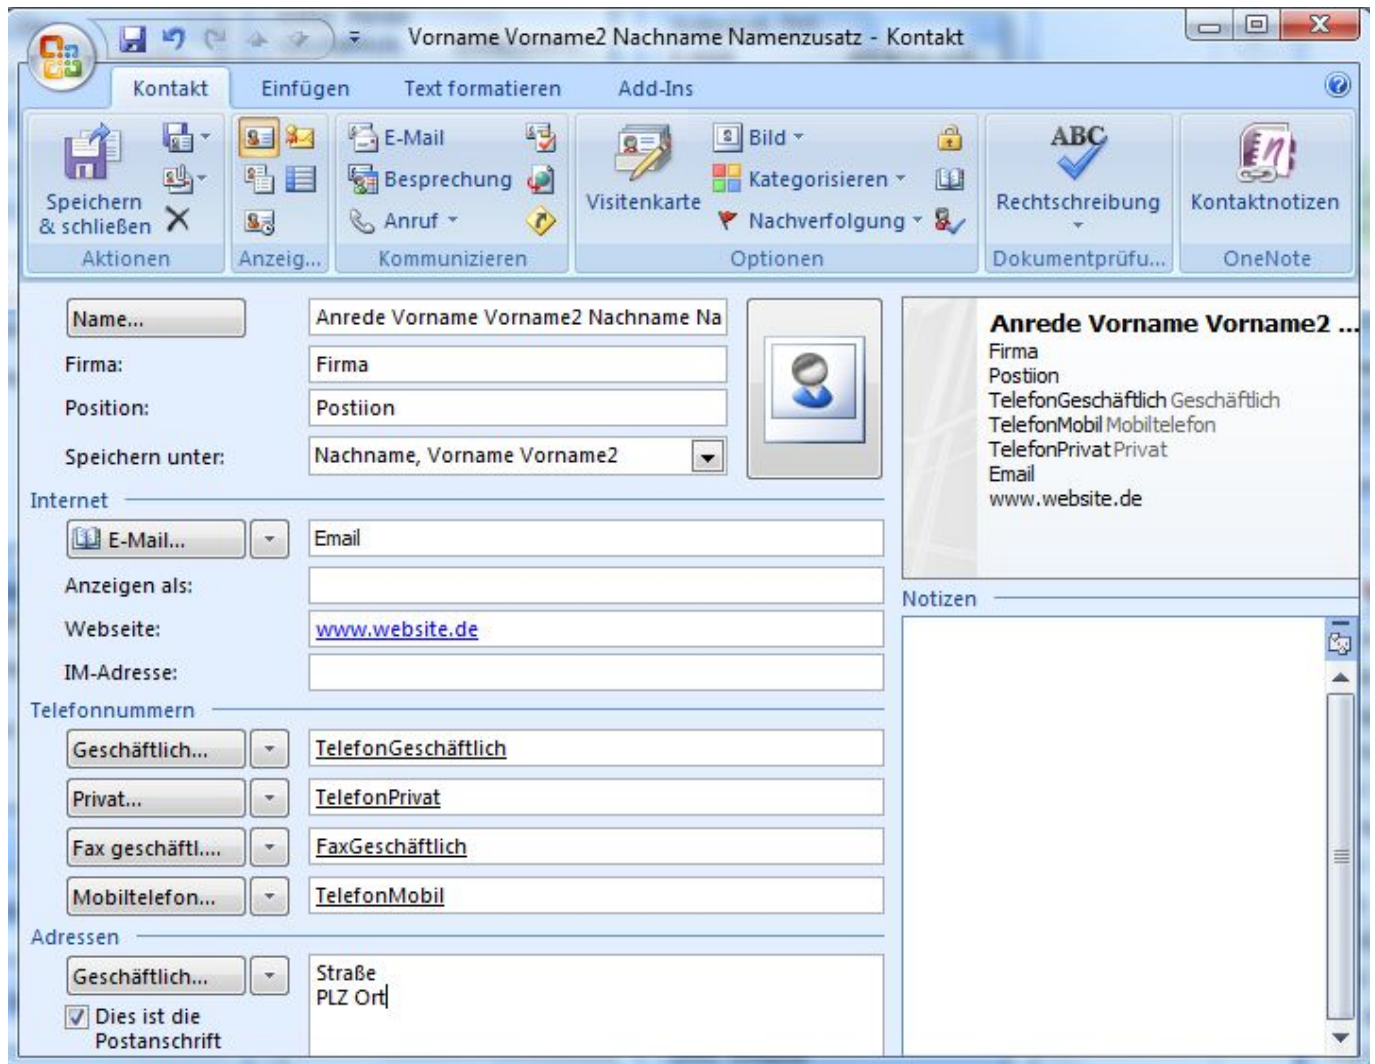 Vorname Vorname2 Nachname Namenzusatz - Kontakt
Kontakt Einfügen Text formatieren Add-Ins
Speichern & schließen
Aktionen
Anzeig...
E-Mail
Besprechung
Anruf
Kommunizieren
Visitenkarte
Bild
Kategorisieren
Nachverfolgung
Optionen
ABC
Rechtschreibung
Dokumentprüfu...
Kontaktnotizen
OneNote
Name... Anrede Vorname Vorname2 Nachname Na
Firma: Firma
Position: Postiion
Speichern unter: Nachname, Vorname Vorname2
Internet
E-Mail... Email
Anzeigen als:
Webseite: www.website.de
IM-Adresse:
Telefonnummern
Geschäftlich... TelefonGeschäftlich
Privat... TelefonPrivat
Fax geschäftl.... FaxGeschäftlich
Mobiltelefon... TelefonMobil
Adressen
Geschäftlich... Straße
PLZ Ort
Dies ist die
Postanschrift
Anrede Vorname Vorname2 ...
Firma
Postiion
TelefonGeschäftlich Geschäftlich
TelefonMobil Mobiltelefon
TelefonPrivat Privat
Email
www.website.de
Notizen